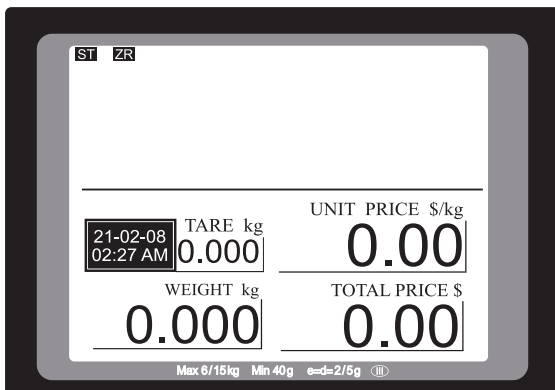 ST ZR
UNIT PRICE $/kg
TARE kg
21-02-08
02:27 AM
0.000
0.00
WEIGHT kg
TOTAL PRICE $
0.000
0.00
Max 6/15kg Min 40g e=d=2/5g III